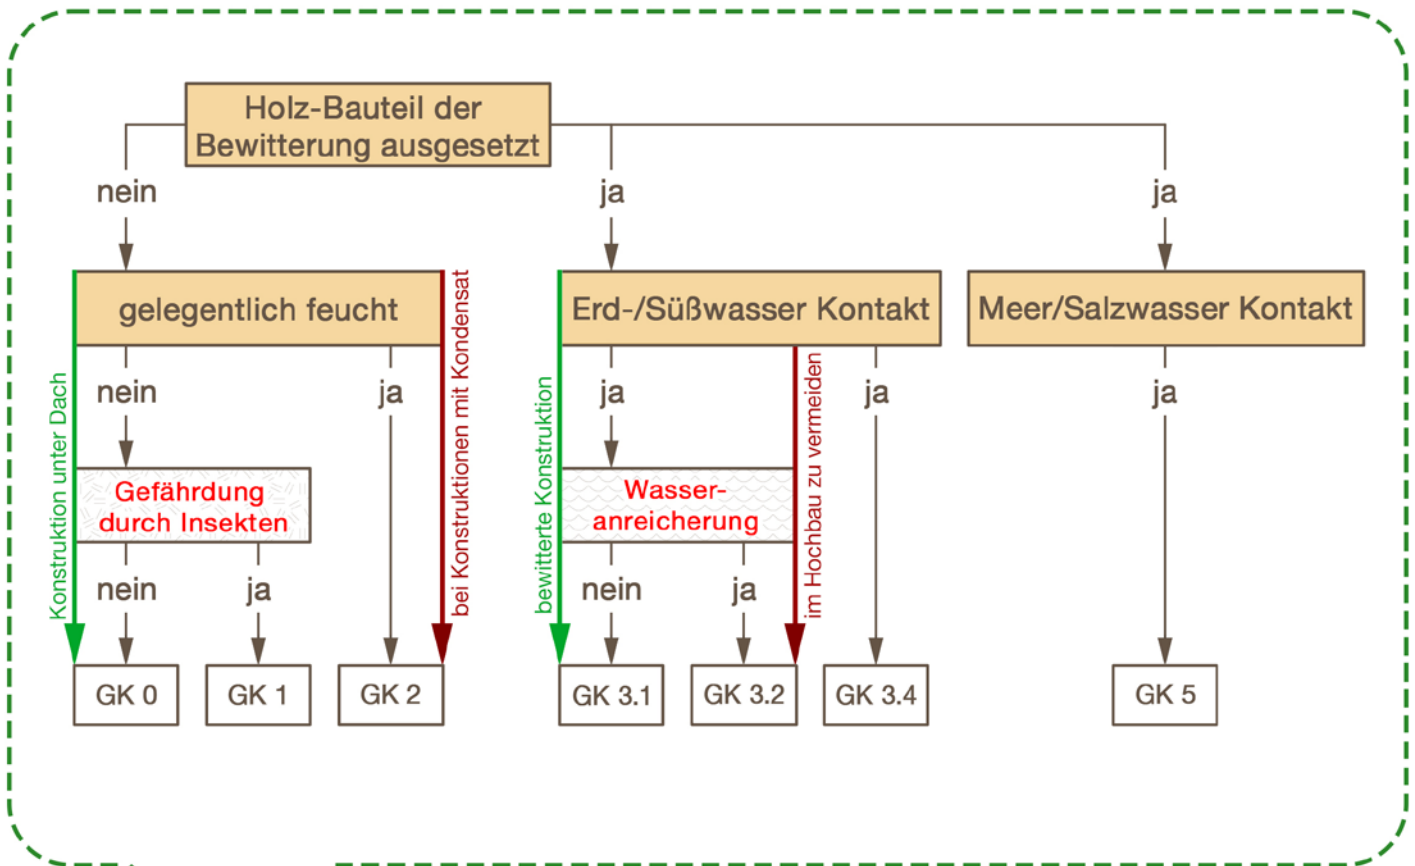 Holz-Bauteil der
Bewitterung ausgesetzt
nein
ja
ja
gelegentlich feucht
Erd-/Süßwasser Kontakt
Meer/Salzwasser Kontakt
Konstruktion unter Dach
nein
ja
bei Konstruktionen mit Kondensat
bewitterte Konstruktion
ja
im Hochbau zu vermeiden
ja
ja
Gefährdung
durch Insekten
Wasser-
anreicherung
nein
ja
nein
ja
GK 0
GK 1
GK 2
GK 3.1
GK 3.2
GK 3.4
GK 5